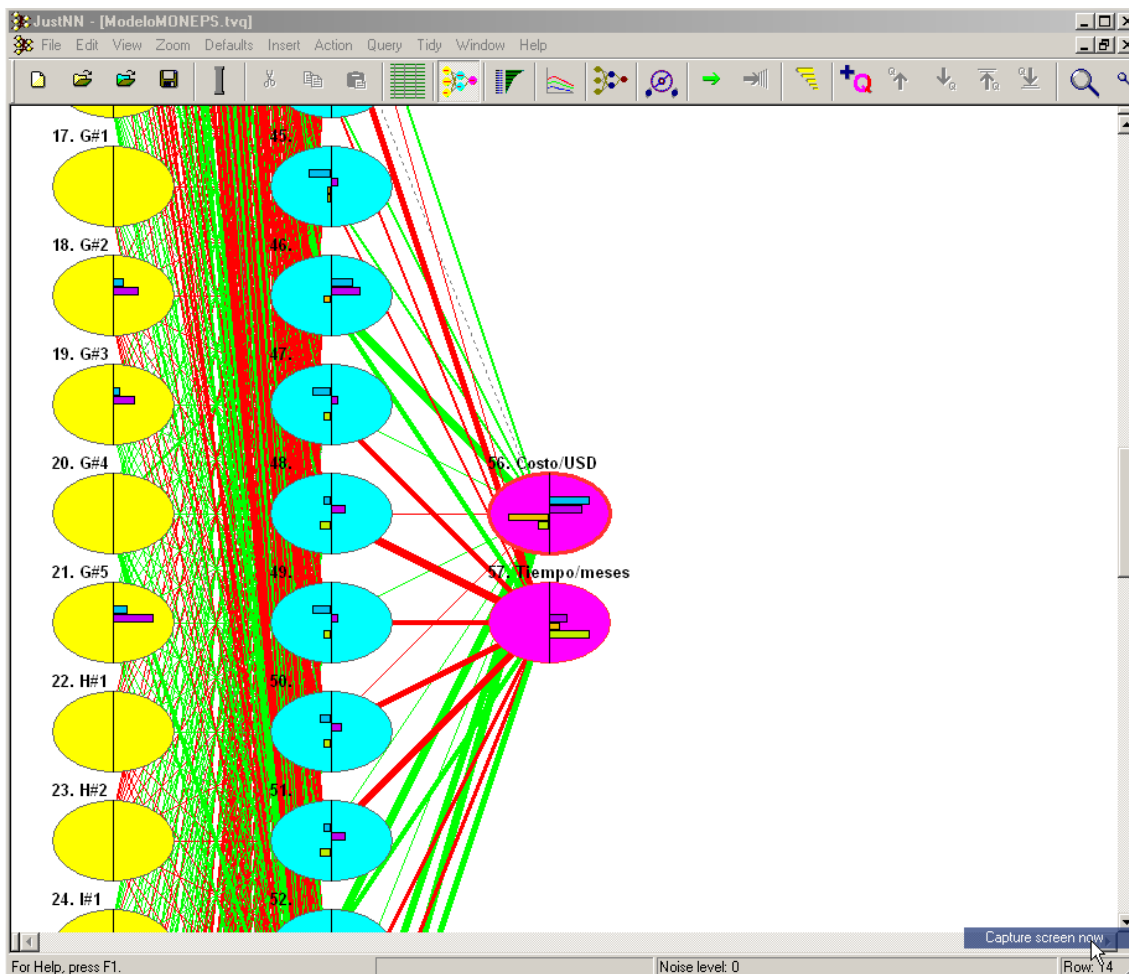 JustNN - [ModeloMONEPS.tvq]
File Edit View Zoom Defaults Insert Action Query Tidy Window Help
17. G#1
45.
18. G#2
46.
19. G#3
47.
20. G#4
48.
56. Costo/USD
21. G#5
49.
57. Tiempo/meses
22. H#1
50.
23. H#2
51.
24. I#1
52.
Capture screen now
For Help, press F1.
Noise level: 0
Row: